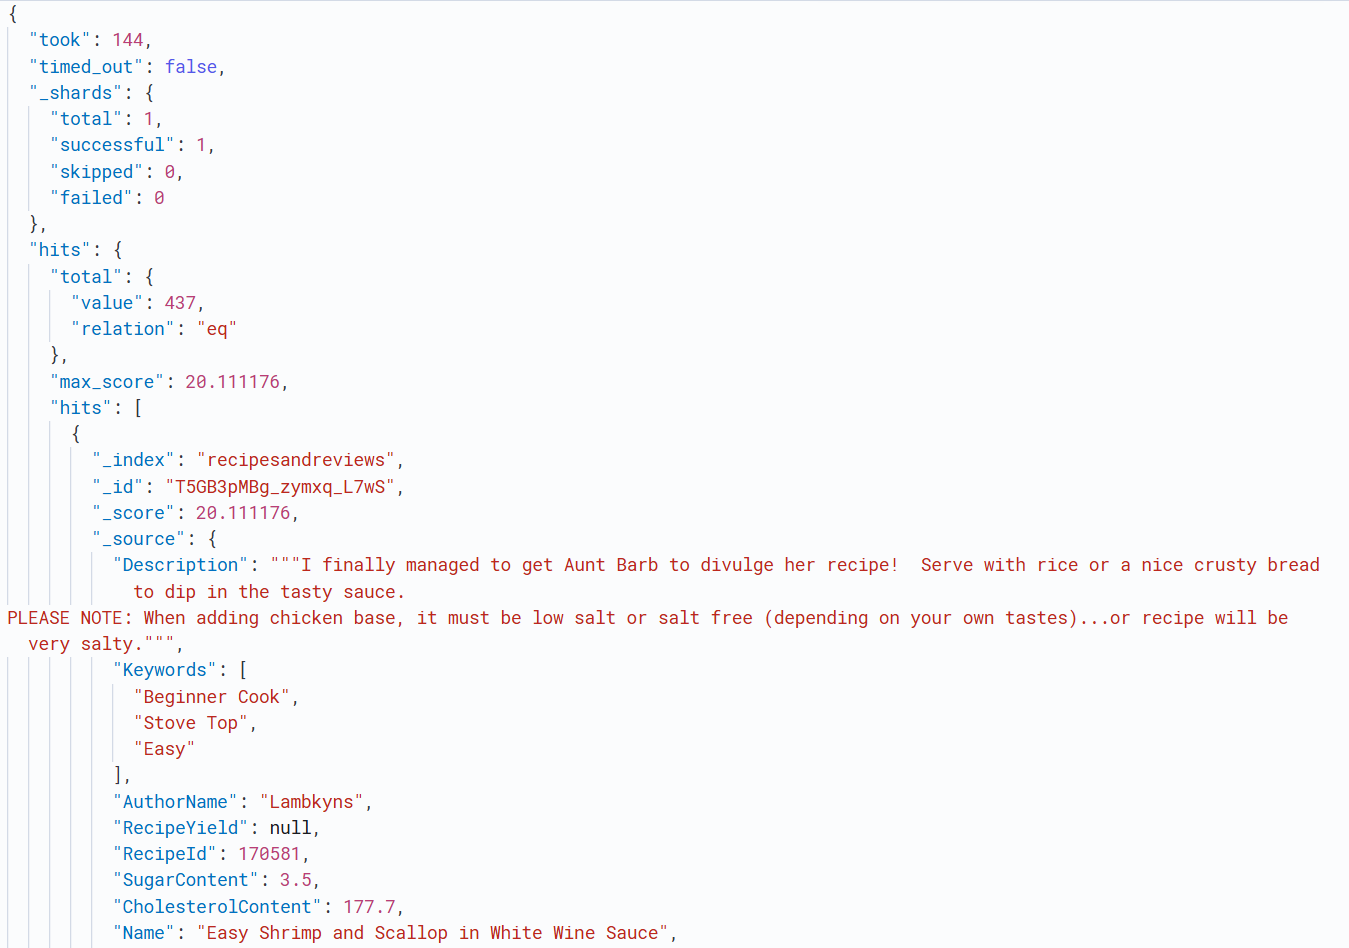 {
"took": 144,
"timed_out": false,
"_shards": {
"total": 1,
"successful": 1,
"skipped": 0,
"failed": 0
},
"hits": {
"total": {
"value": 437,
"relation": "eq"
},
"max_score": 20.111176,
"hits": [
{
"_index": "recipesandreviews",
"_id": "T5GB3pMBg_zymxq_L7wS",
"_score": 20.111176,
"_source": {
"Description": """I finally managed to get Aunt Barb to divulge her recipe!  Serve with rice or a nice crusty bread
to dip in the tasty sauce.
PLEASE NOTE: When adding chicken base, it must be low salt or salt free (depending on your own tastes)...or recipe will be
very salty.""",
"Keywords": [
"Beginner Cook",
"Stove Top",
"Easy"
],
"AuthorName": "Lambkyns",
"RecipeYield": null,
"RecipeId": 170581,
"SugarContent": 3.5,
"CholesterolContent": 177.7,
"Name": "Easy Shrimp and Scallop in White Wine Sauce",